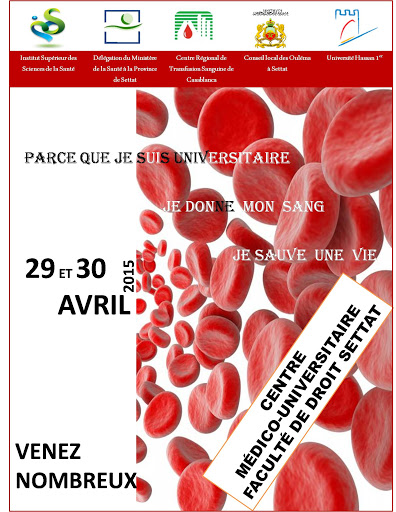 Institut Supérieur des
Sciences de la Santé
Délégation du Ministère
de la Santé à la Province
de Settat
Centre Régional de
Transfusion Sanguine de
Casablanca
Conseil local des Ouléma
à Settat
Université Hassan 1er
PARCE QUE JE SUIS UNIVERSITAIRE
JE DONNE MON SANG
JE SAUVE UNE VIE
29 ET 30
AVRIL 2015
CENTRE
MÉDICO-UNIVERSITAIRE
FACULTÉ DE DROIT SETTAT
VENEZ
NOMBREUX